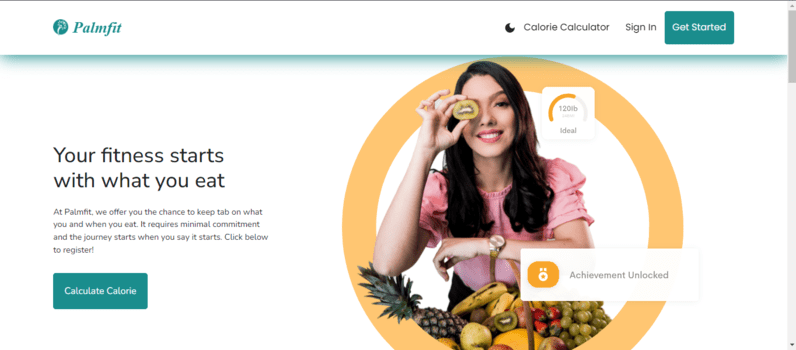 Palmfit
Calorie Calculator
Sign In
Get Started
Your fitness starts
with what you eat
At Palmfit, we offer you the chance to keep tab on what
you and when you eat. It requires minimal commitment
and the journey starts when you say it starts. Click below
to register!
Calculate Calorie
120lb
Ideal
Achievement Unlocked